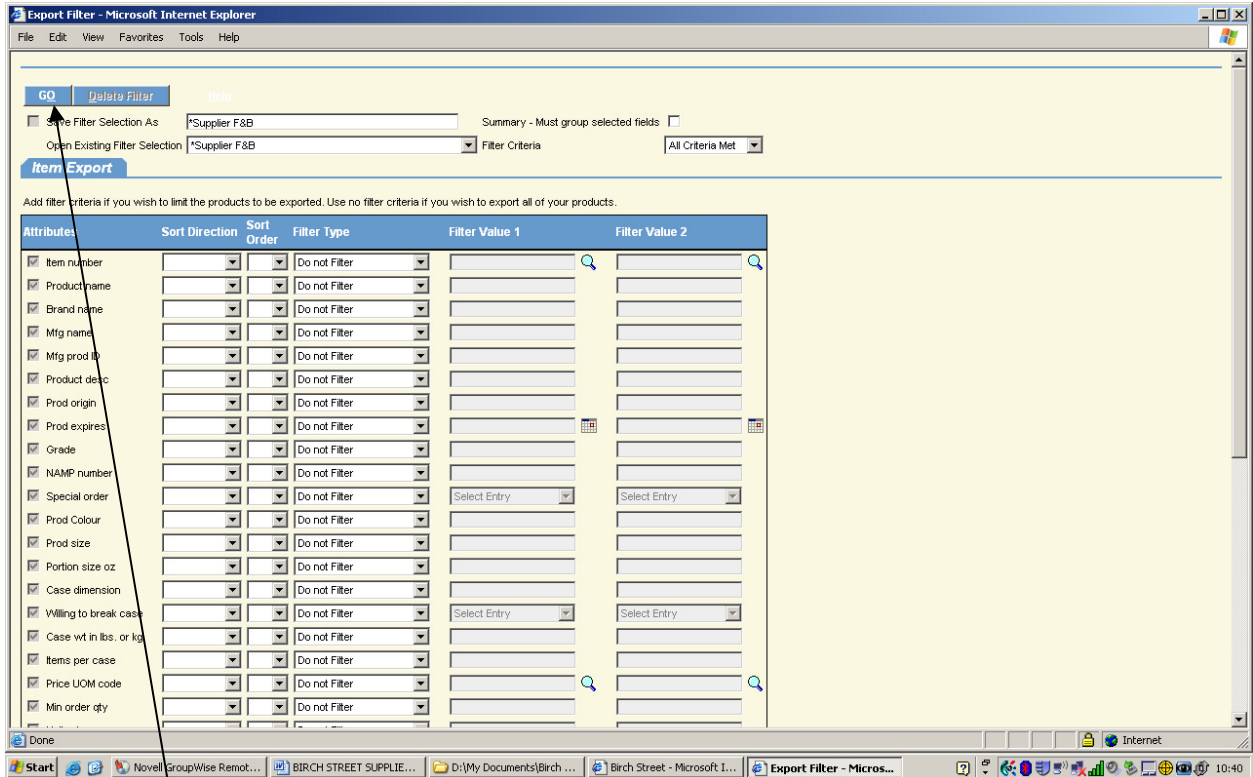 Export Filter - Microsoft Internet Explorer
File Edit View Favorites Tools Help
GO Delete Filter Help
Save Filter Selection As *Supplier F&B Summary - Must group selected fields
Open Existing Filter Selection *Supplier F&B Filter Criteria All Criteria Met
Item Export
Add filter criteria if you wish to limit the products to be exported. Use no filter criteria if you wish to export all of your products.
Attributes Sort Direction Sort Order Filter Type Filter Value 1 Filter Value 2
Item number Do not Filter
Product name Do not Filter
Brand name Do not Filter
Mfg name Do not Filter
Mfg prod ID Do not Filter
Product desc Do not Filter
Prod origin Do not Filter
Prod expires Do not Filter
Grade Do not Filter
NAMP number Do not Filter
Special order Do not Filter Select Entry Select Entry
Prod Colour Do not Filter
Prod size Do not Filter
Portion size oz Do not Filter
Case dimension Do not Filter
Willing to break case Do not Filter Select Entry Select Entry
Case wt in lbs. or kg Do not Filter
Items per case Do not Filter
Price UOM code Do not Filter
Min order qty Do not Filter
Done Internet
Start Novell GroupWise Remot... BIRCH STREET SUPPLIE... D:\My Documents\Birch ... Birch Street - Microsoft I... Export Filter - Micros... 10:40